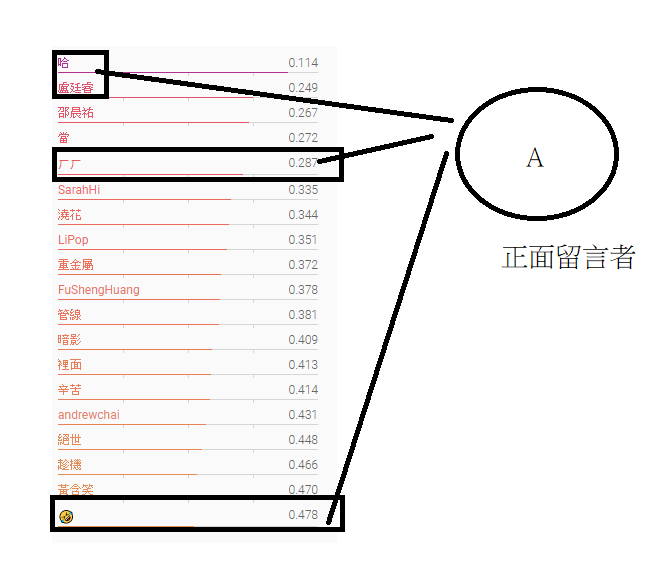 哈 0.114
盧廷睿 0.249
邵晨祐 0.267
當 0.272
ㄏㄏ 0.287
SarahHi 0.335
澆花 0.344
LiPop 0.351
重金屬 0.372
FuShengHuang 0.378
管線 0.381
暗影 0.409
裡面 0.413
辛苦 0.414
andrewchai 0.431
絕世 0.448
趁機 0.466
黃含笑 0.470
🤣 0.478
A
正面留言者